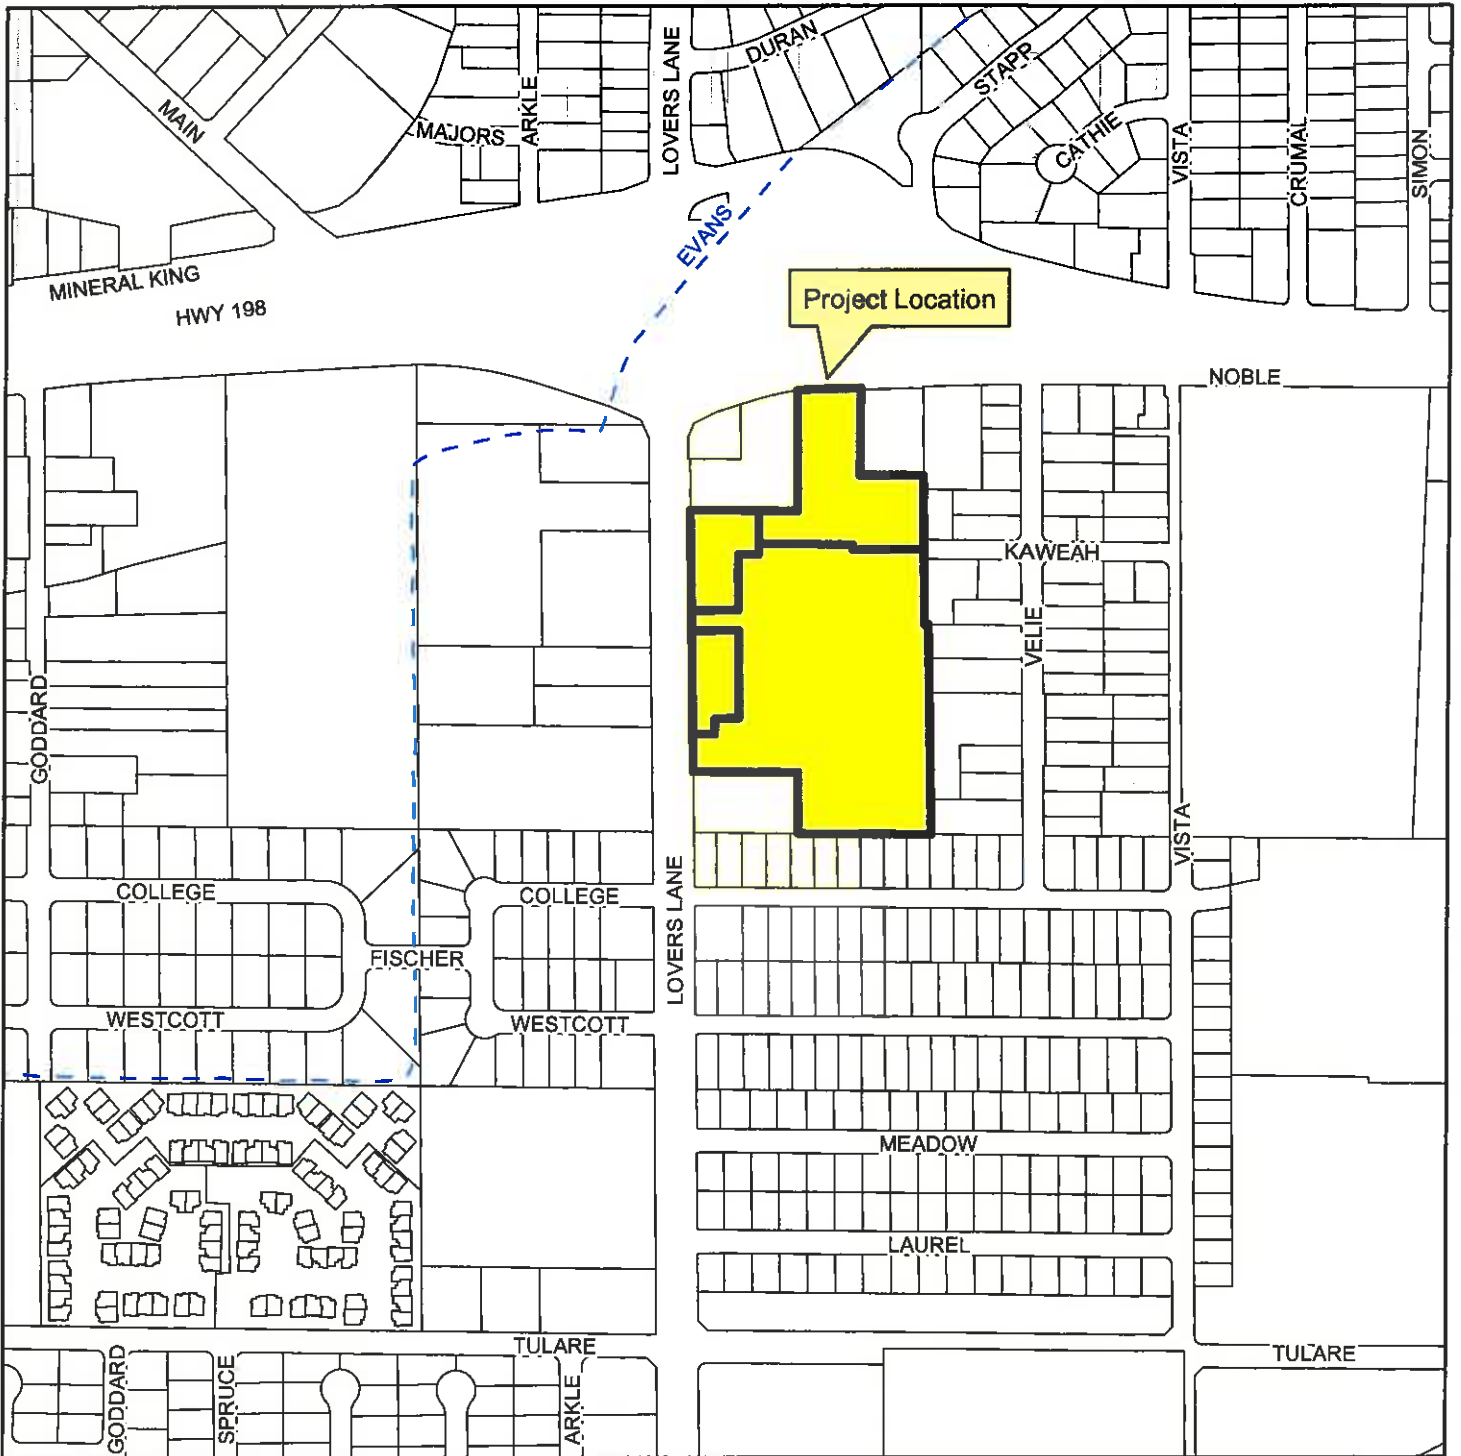 DURAN
STAPP
LOVERS LANE
ARKLE
MAIN
MAJORS
CATHIE
VISTA
CRUMAL
SIMON
EVANS
MINERAL KING
HWY 198
Project Location
NOBLE
KAWEAH
VELIE
GODDARD
VISTA
COLLEGE
COLLEGE
LOVERS LANE
FISCHER
WESTCOTT
WESTCOTT
MEADOW
LAUREL
TULARE
TULARE
GODDARD
SPRUCE
ARKLE